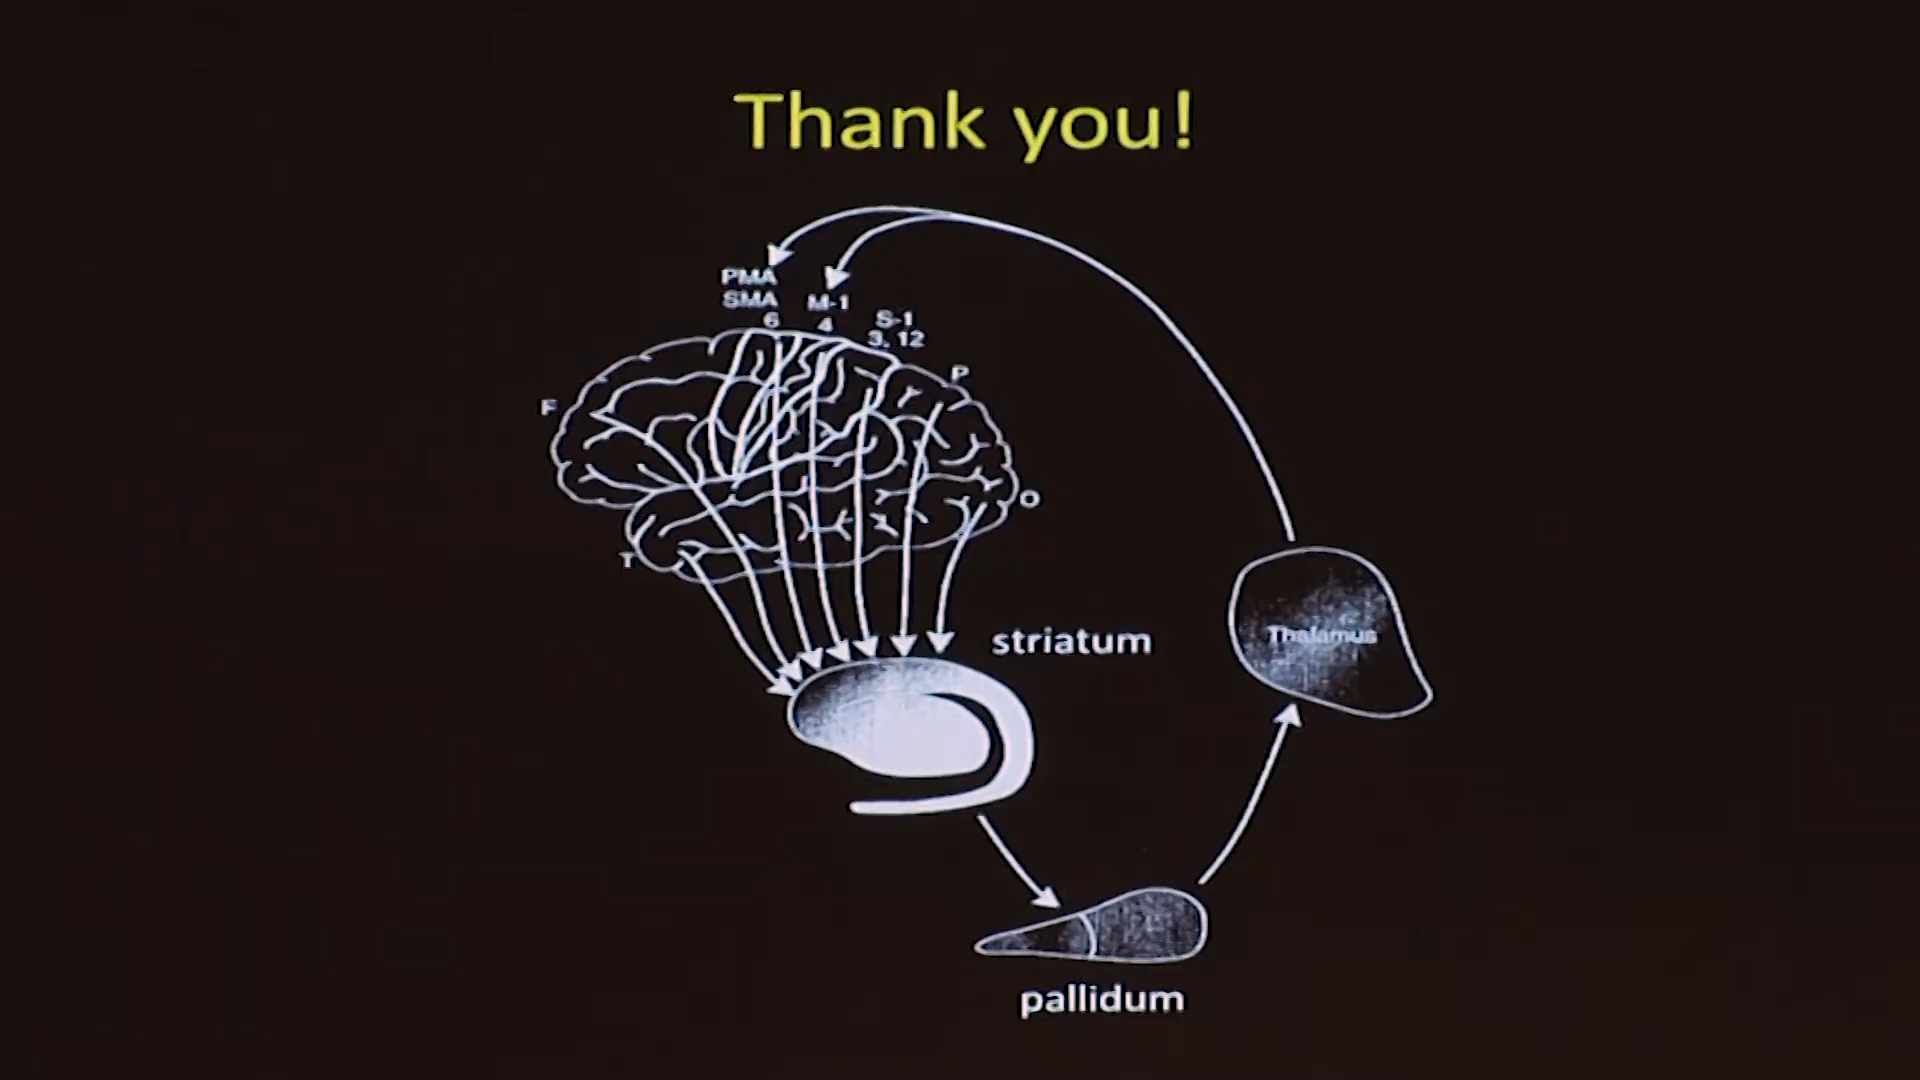 Thank you!
PMA
SMA
6
M-1
4
S-1
3, 12
P
F
O
T
striatum
Thalamus
pallidum